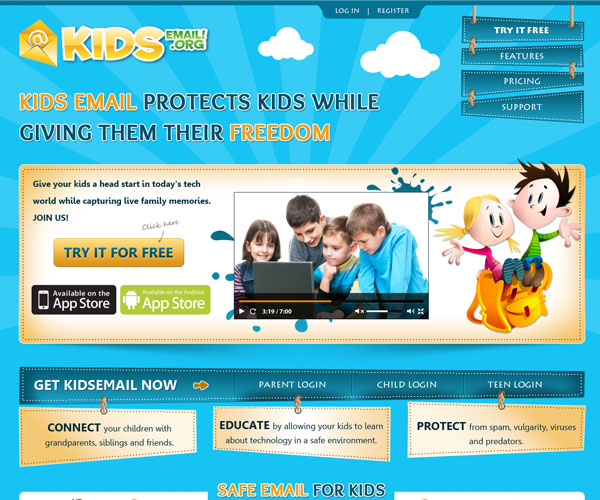 LOG IN | REGISTER
KIDS EMAIL! .ORG
TRY IT FREE
FEATURES
PRICING
SUPPORT
KIDS EMAIL PROTECTS KIDS WHILE
GIVING THEM THEIR FREEDOM
Give your kids a head start in today's tech
world while capturing live family memories.
JOIN US!
Click here
TRY IT FOR FREE
Available on the
App Store
Available on the Android
App Store
3:19 / 7:00
GET KIDSEMAIL NOW
PARENT LOGIN
CHILD LOGIN
TEEN LOGIN
CONNECT your children with
grandparents, siblings and friends.
EDUCATE by allowing your kids to learn
about technology in a safe environment.
PROTECT from spam, vulgarity, viruses
and predators.
SAFE EMAIL FOR KIDS